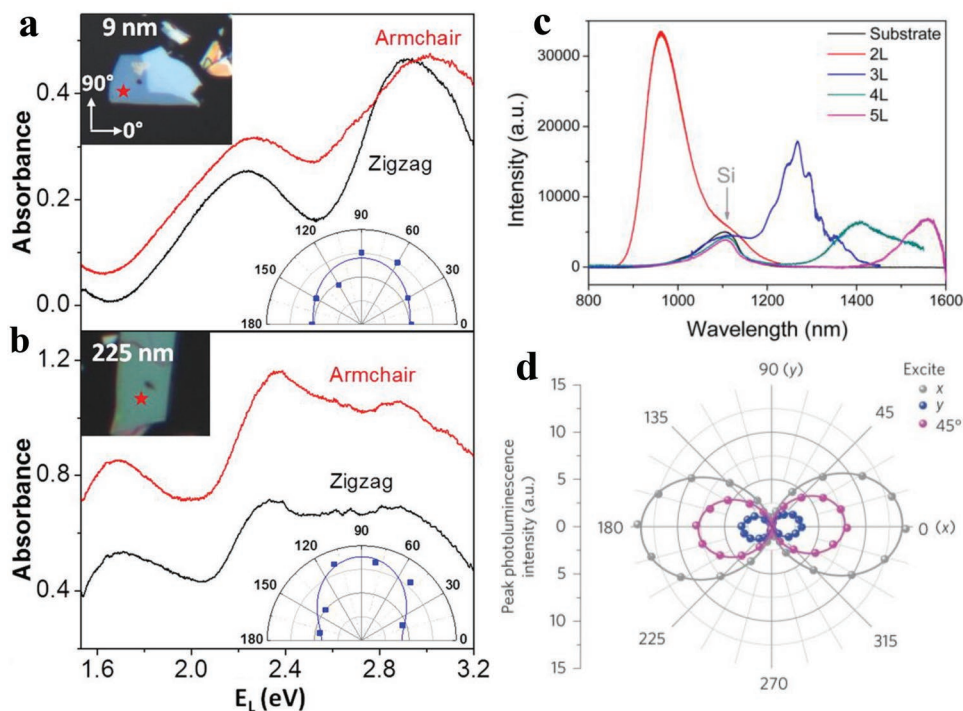 a
9 nm
90°
0°
Armchair
Zigzag
Absorbance
0.4
0.2
0.0
90
120
60
150
30
180
0
b
225 nm
Armchair
Zigzag
Absorbance
1.2
0.8
0.4
90
120
60
150
30
180
0
1.6
2.0
2.4
2.8
3.2
E_L (eV)
c
Substrate
2L
3L
4L
5L
Si
Intensity (a.u.)
30000
20000
10000
0
800
1000
1200
1400
1600
Wavelength (nm)
d
Excite
x
y
45°
90 (y)
135
45
180
0 (x)
225
315
270
Peak photoluminescence
intensity (a.u.)
15
10
5
0
5
10
15